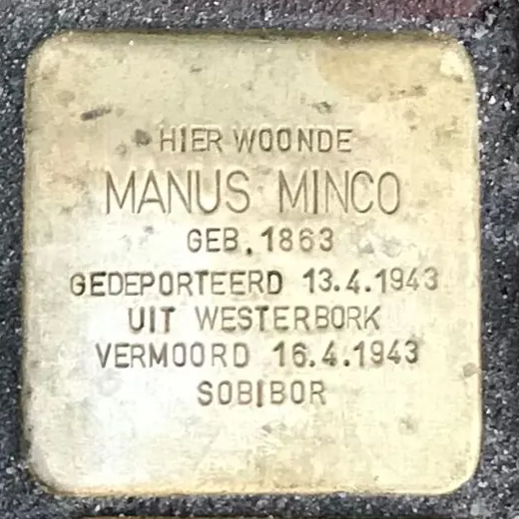 HIER WOONDE
MANUS MINCO
GEB. 1863
GEDEPORTEERD 13.4.1943
UIT WESTERBORK
VERMOORD 16.4.1943
SOBIBOR